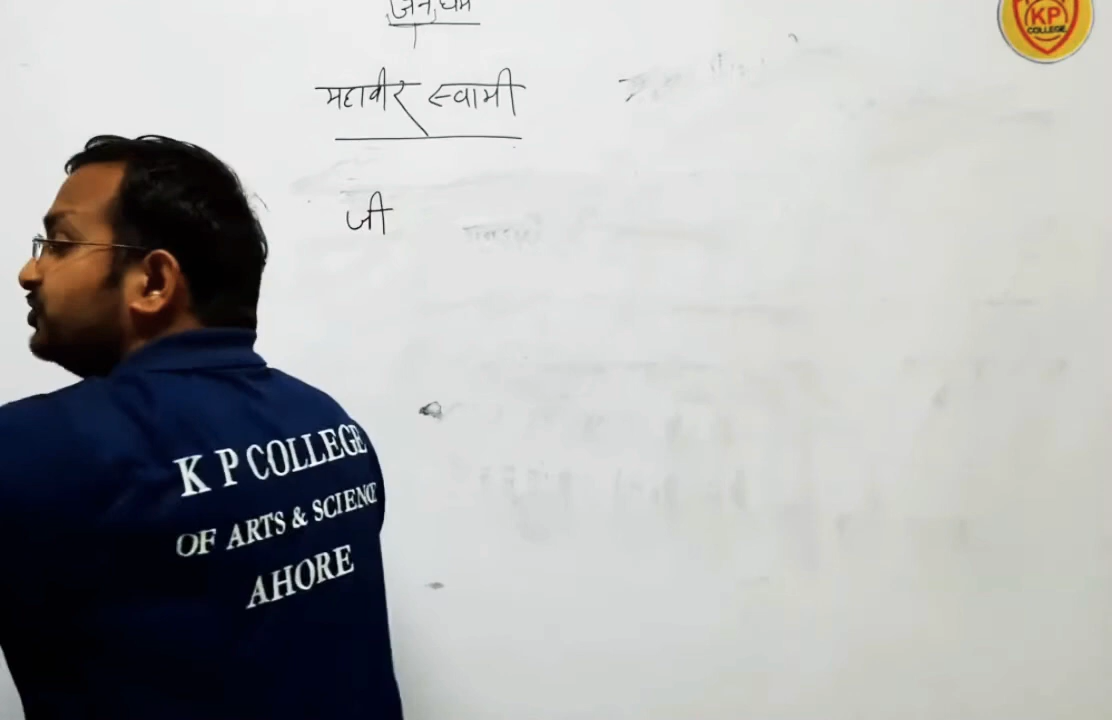 जैन धर्म
KP
COLLEGE
महावीर स्वामी
जी
K P COLLEGE
OF ARTS & SCIENCE
AHORE